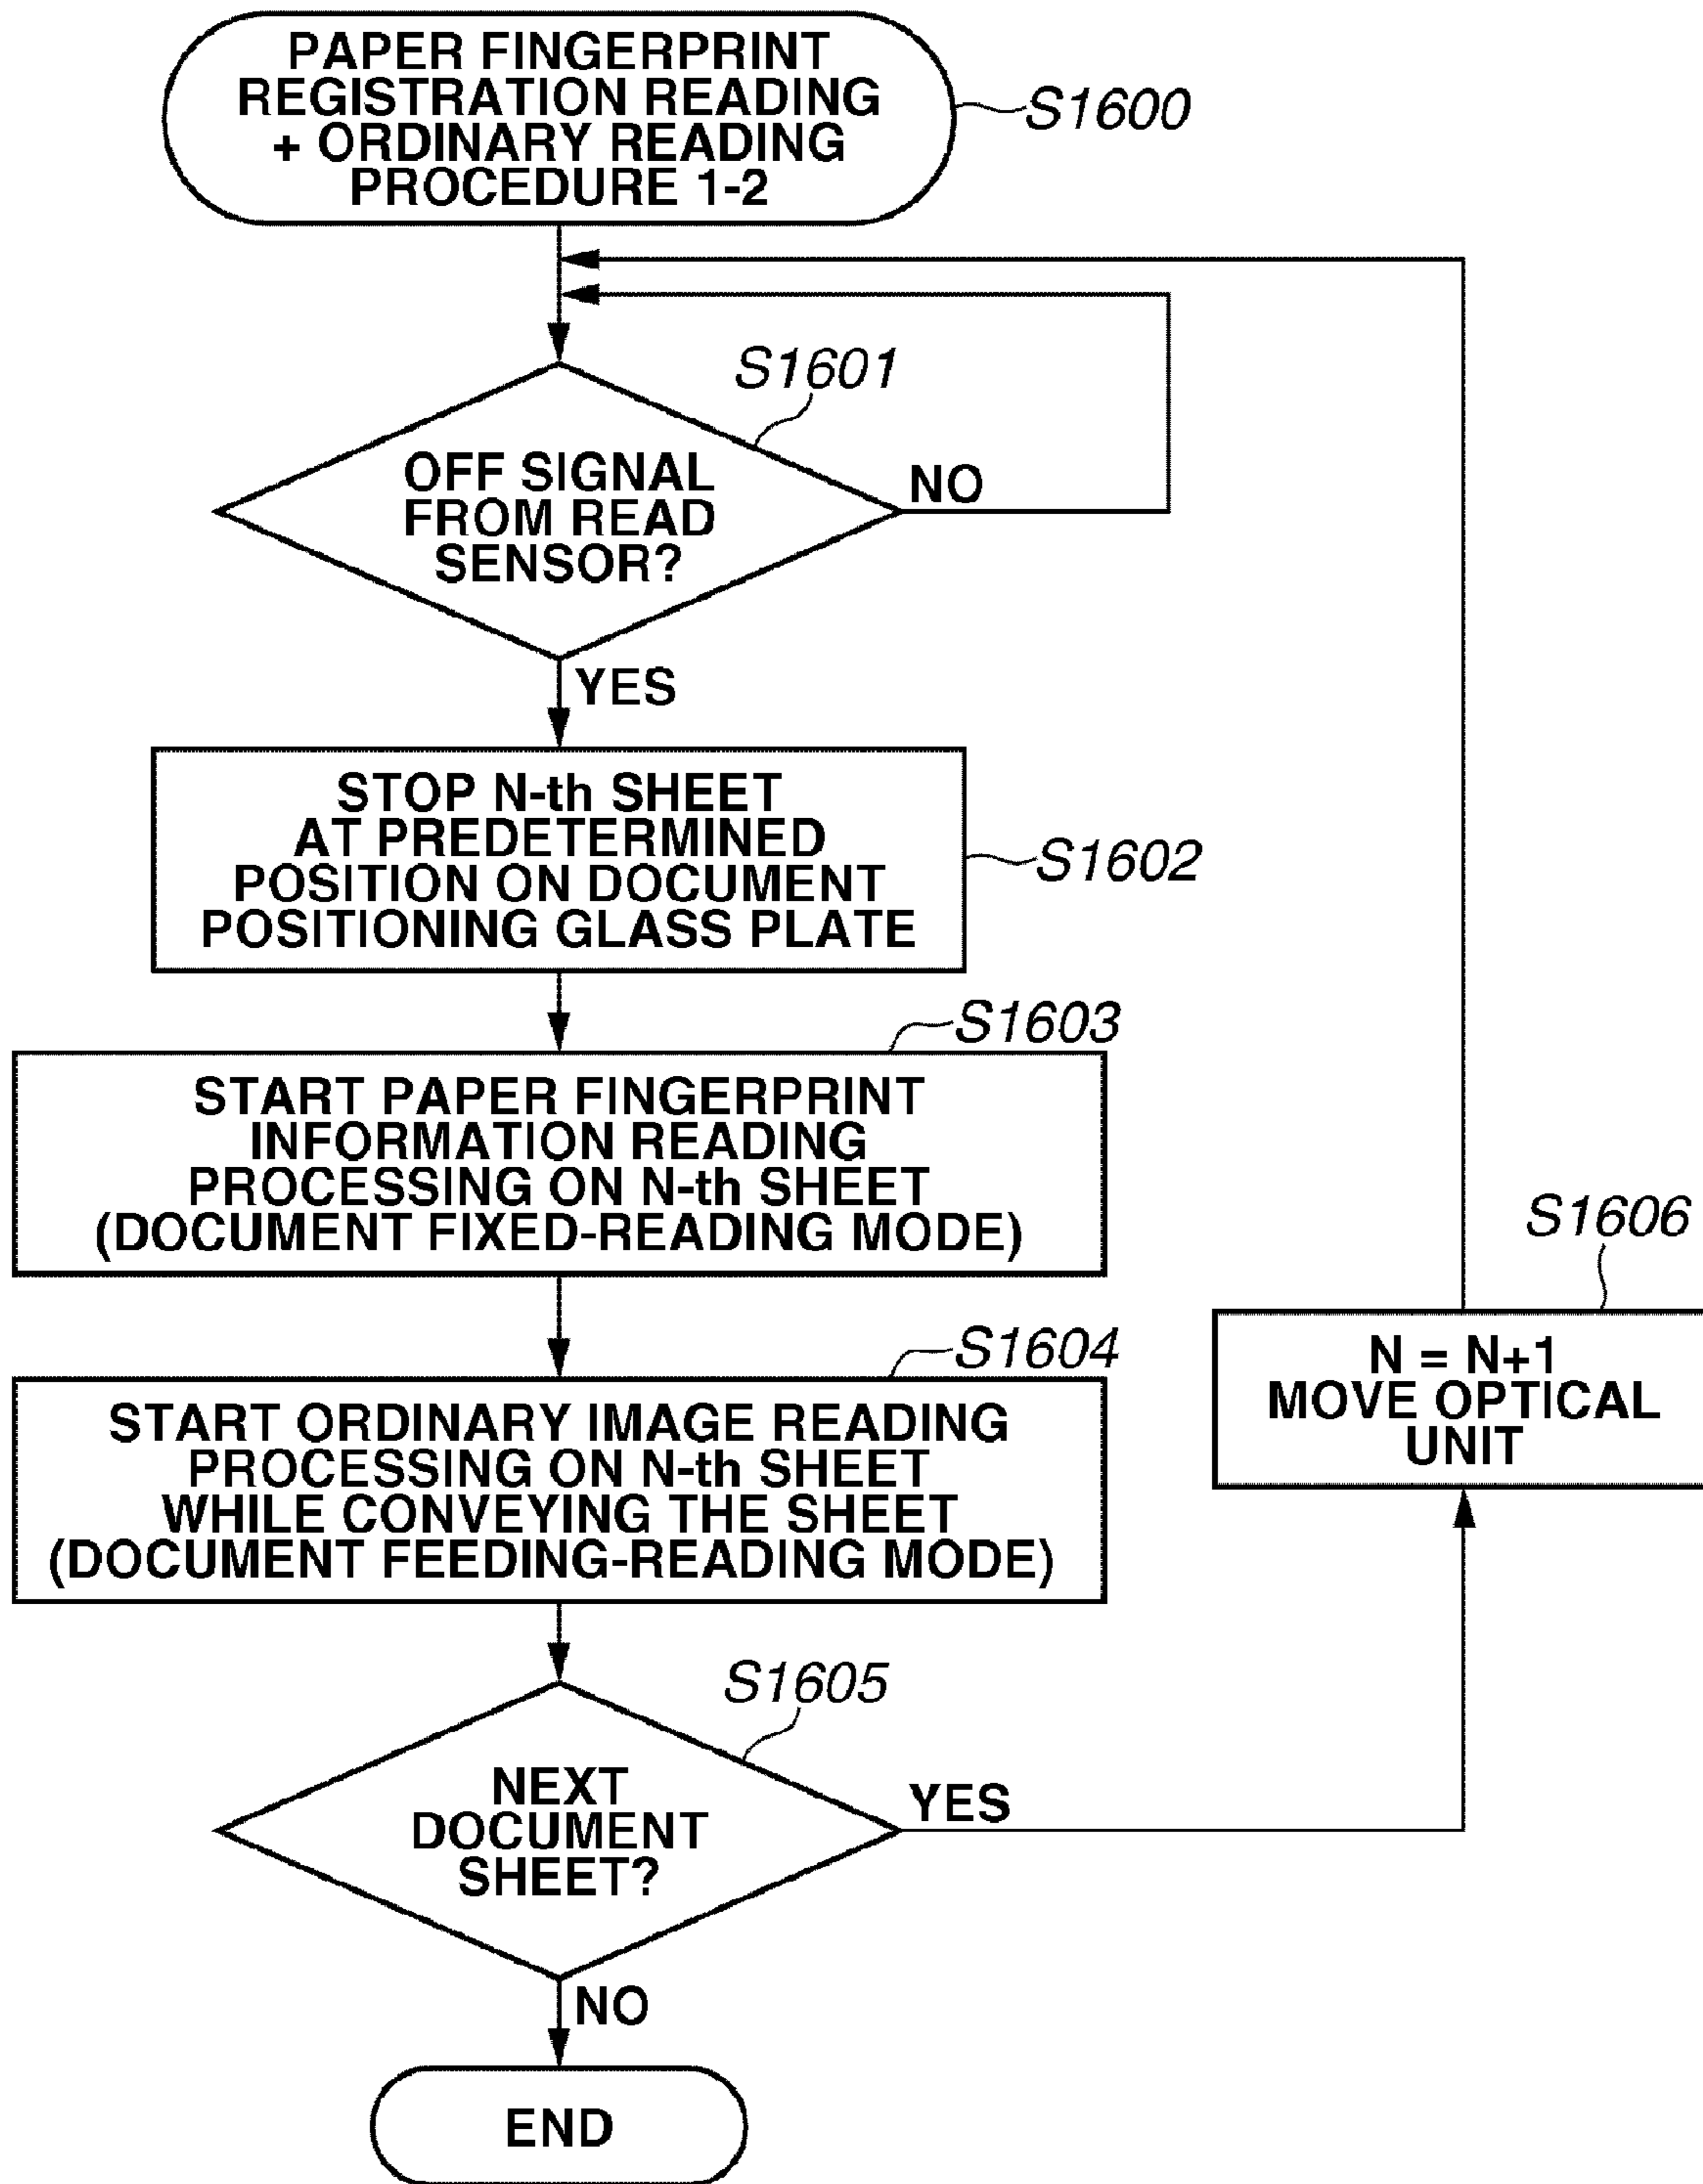 PAPER FINGERPRINT
REGISTRATION READING
+ ORDINARY READING
PROCEDURE 1-2
S1600
S1601
OFF SIGNAL
FROM READ
SENSOR?
NO
YES
STOP N-th SHEET
AT PREDETERMINED
POSITION ON DOCUMENT
POSITIONING GLASS PLATE
S1602
S1603
START PAPER FINGERPRINT
INFORMATION READING
PROCESSING ON N-th SHEET
(DOCUMENT FIXED-READING MODE)
S1604
START ORDINARY IMAGE READING
PROCESSING ON N-th SHEET
WHILE CONVEYING THE SHEET
(DOCUMENT FEEDING-READING MODE)
S1605
NEXT
DOCUMENT
SHEET?
YES
S1606
N = N+1
MOVE OPTICAL
UNIT
NO
END